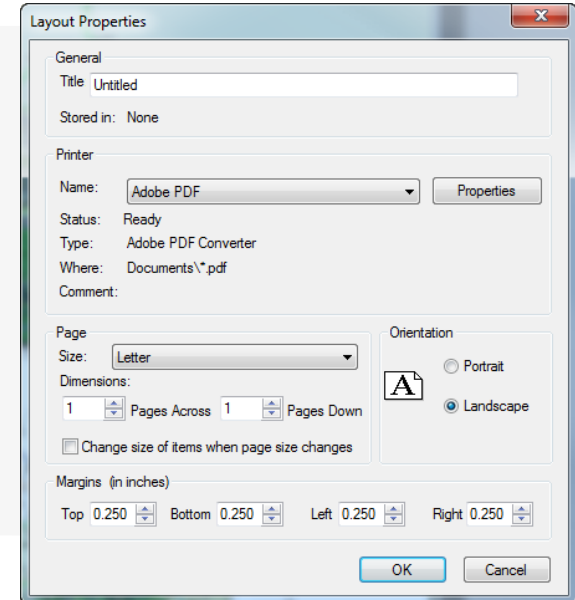 Layout Properties
General
Title Untitled
Stored in: None
Printer
Name: Adobe PDF Properties
Status: Ready
Type: Adobe PDF Converter
Where: Documents\*.pdf
Comment:
Page
Size: Letter
Dimensions:
1 Pages Across 1 Pages Down
Change size of items when page size changes
Orientation
A
Portrait
Landscape
Margins (in inches)
Top 0.250 Bottom 0.250 Left 0.250 Right 0.250
OK Cancel